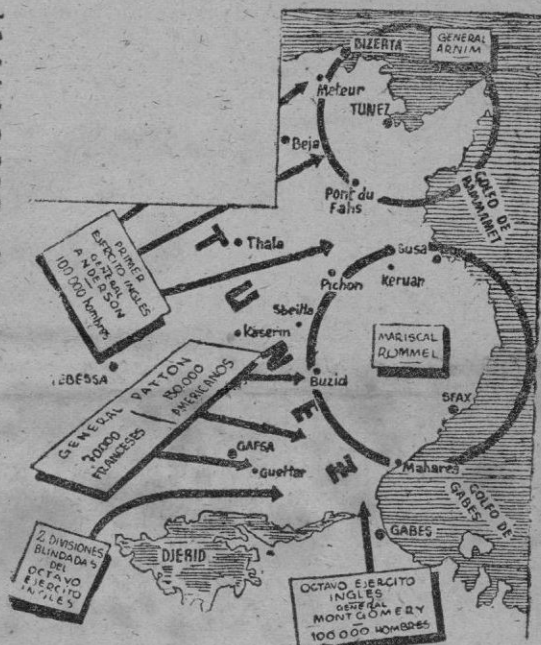 BIZERTA
GENERAL
ARNIM
Mateur
TUNEZ
Beja
Pont du
Fahs
GOLFO DE
HAMMAMET
PRIMER
EJERCITO INGLES
GENERAL
ANDERSON
100.000 hombres
T
U
N
E
Z
Thala
Susa
Pichon
Keruan
Sbeitla
Kaserin
MARISCAL
ROMMEL
TEBESSA
GENERAL PATTON
130.000
AMERICANOS
70.000
FRANCESES
Buzid
SFAX
GAFSA
Guettar
Mahares
GOLFO DE
GABES
GABES
2 DIVISIONES
BLINDADAS
DEL
OCTAVO
EJERCITO
INGLES
DJERID
OCTAVO EJERCITO
INGLES
GENERAL
MONTGOMERY
100 000 HOMBRES